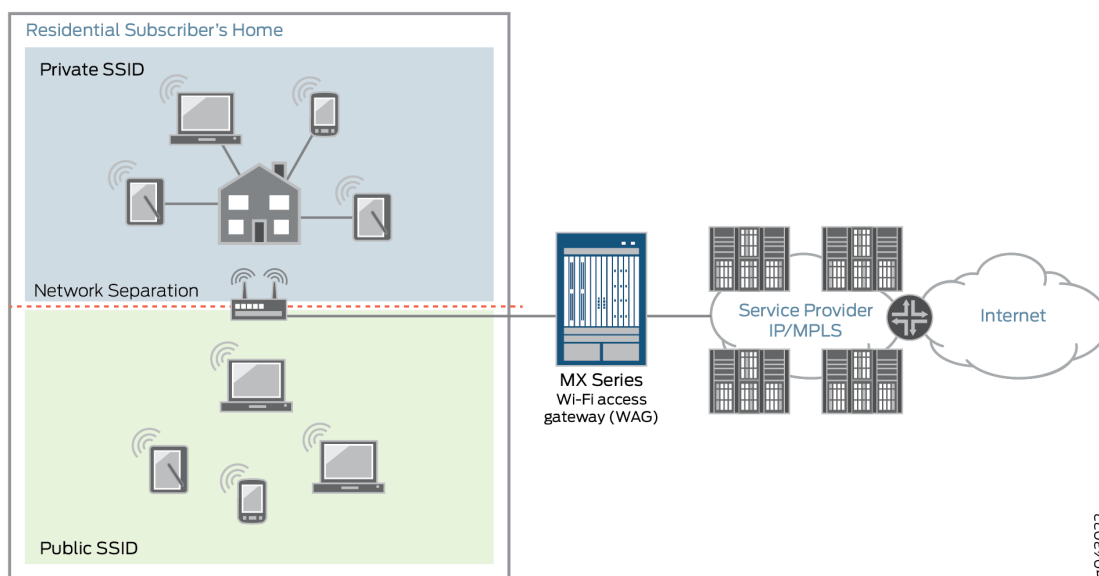 Residential Subscriber's Home
Private SSID
Network Separation
Public SSID
MX Series
Wi-Fi access
gateway (WAG)
Service Provider
IP/MPLS
Internet